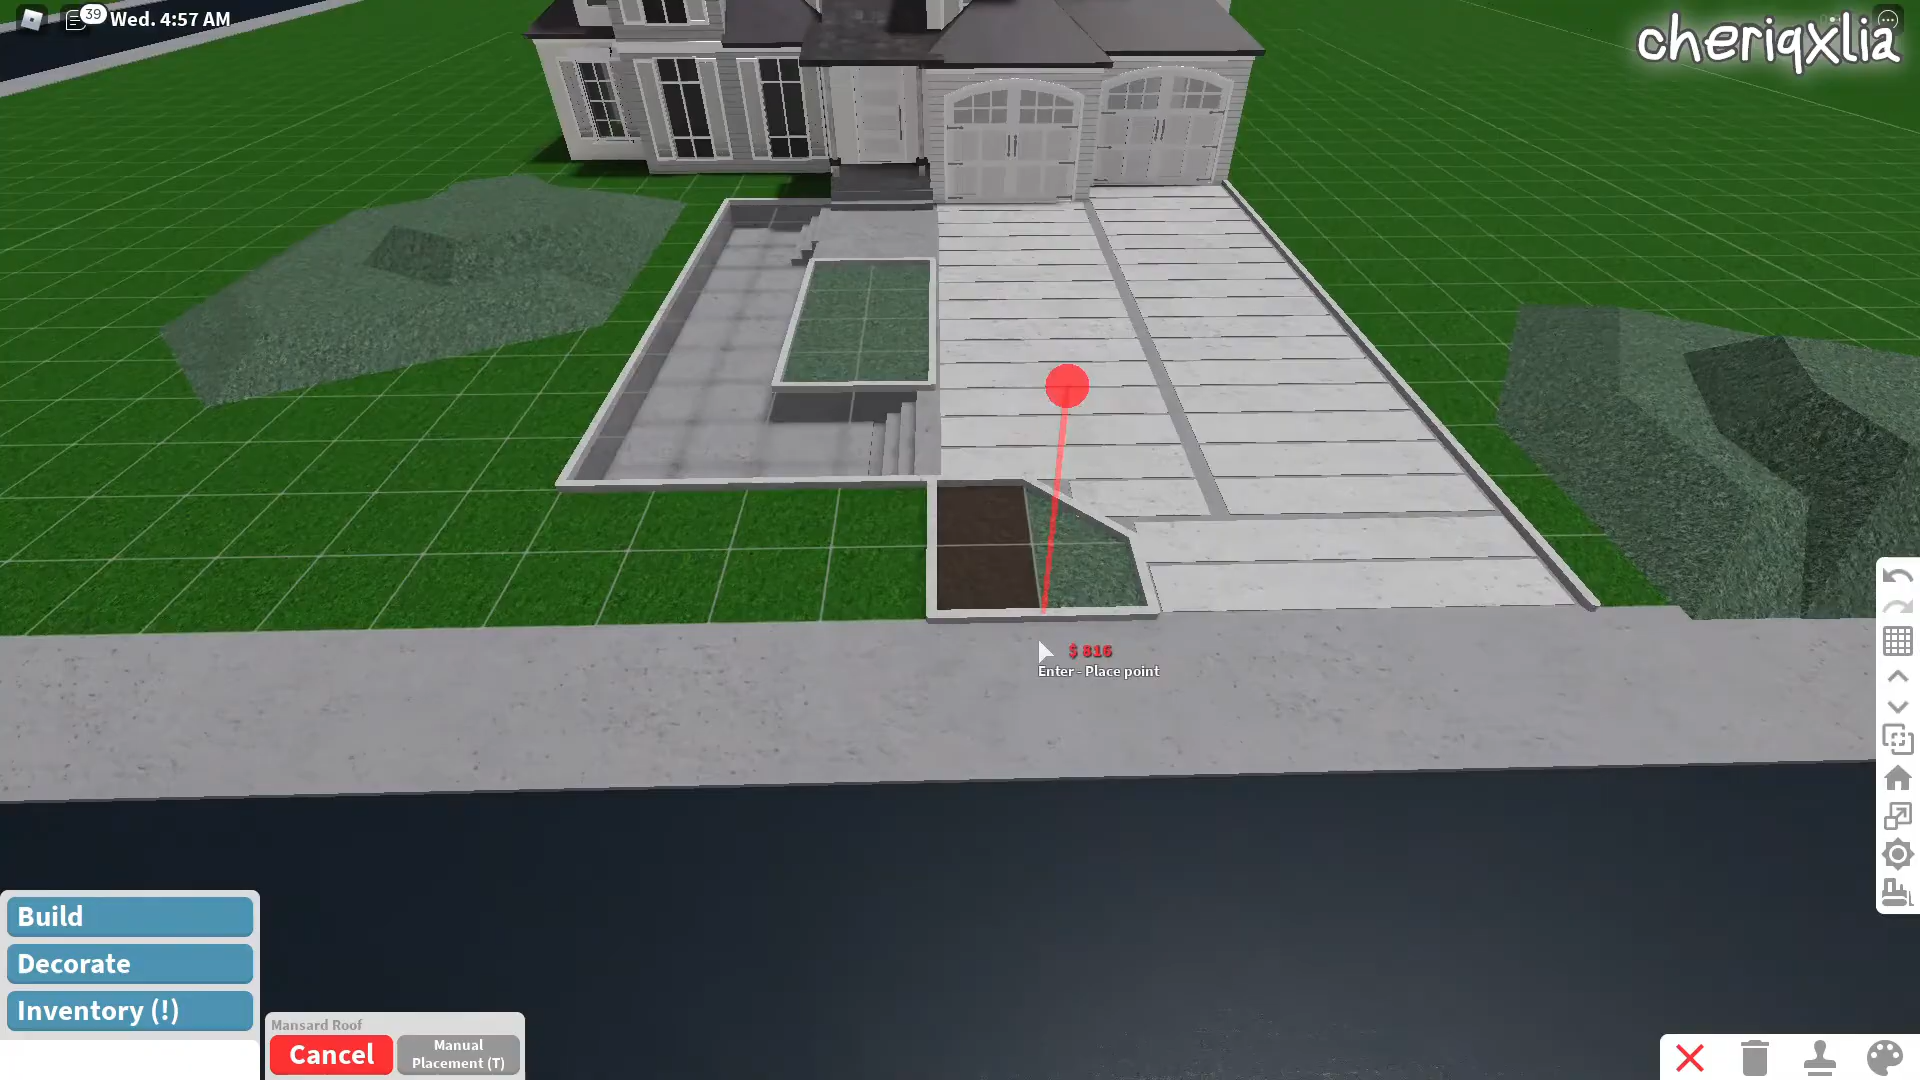 39
Wed. 4:57 AM
cheriqxlia
$ 816
Enter - Place point
Build
Decorate
Inventory (!)
Mansard Roof
Cancel
Manual
Placement (T)